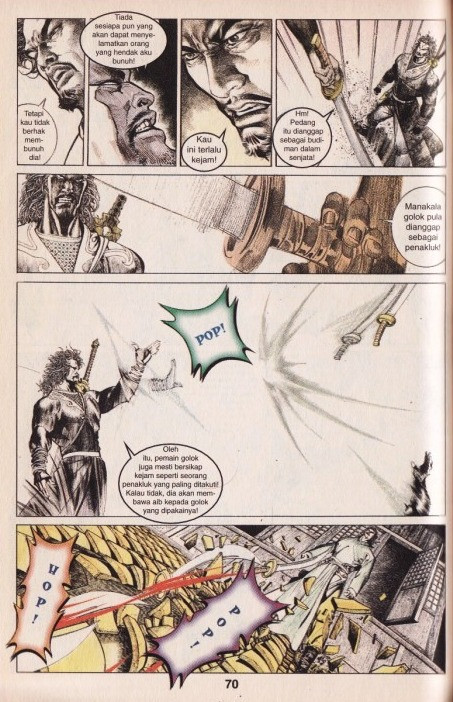 Tetapi
kau tidak
berhak
mem-
bunuh
dia!
Tiada
sesiapa pun yang
akan dapat menye-
lamatkan orang
yang hendak aku
bunuh!
Kau
ini terlalu
kejam!
Hm!
Pedang
itu dianggap
sebagai budi-
man dalam
senjata!
Manakala
golok pula
dianggap
sebagai
penakluk!
POP!
Oleh
itu, pemain golok
juga mesti bersikap
kejam seperti seorang
penakluk yang paling ditakuti!
Kalau tidak, dia akan mem-
bawa aib kepada golok
yang dipakainya!
HOP!
POP!
70